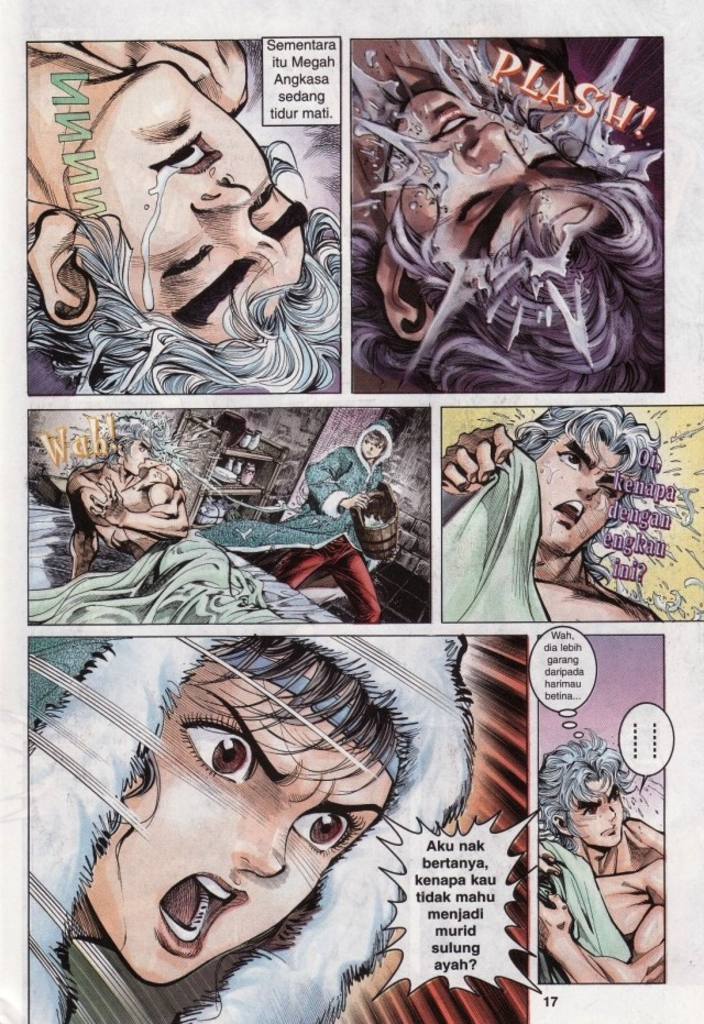 Sementara
itu Megah
Angkasa
sedang
tidur mati.
NNNNN
PLASH!
Wah!
Oi,
kenapa
dengan
engkau
ini?
Wah,
dia lebih
garang
daripada
harimau
betina...
Aku nak
bertanya,
kenapa kau
tidak mahu
menjadi
murid
sulung
ayah?
17